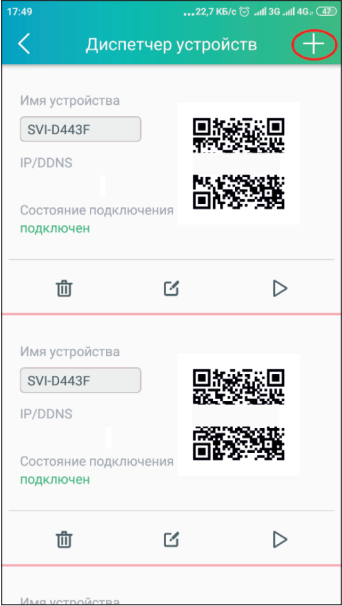 17:49 ...22,7 КБ/с 3G 4G 42
Диспетчер устройств
Имя устройства
SVI-D443F
IP/DDNS
Состояние подключения
подключен
Имя устройства
SVI-D443F
IP/DDNS
Состояние подключения
подключен
Имя устройства